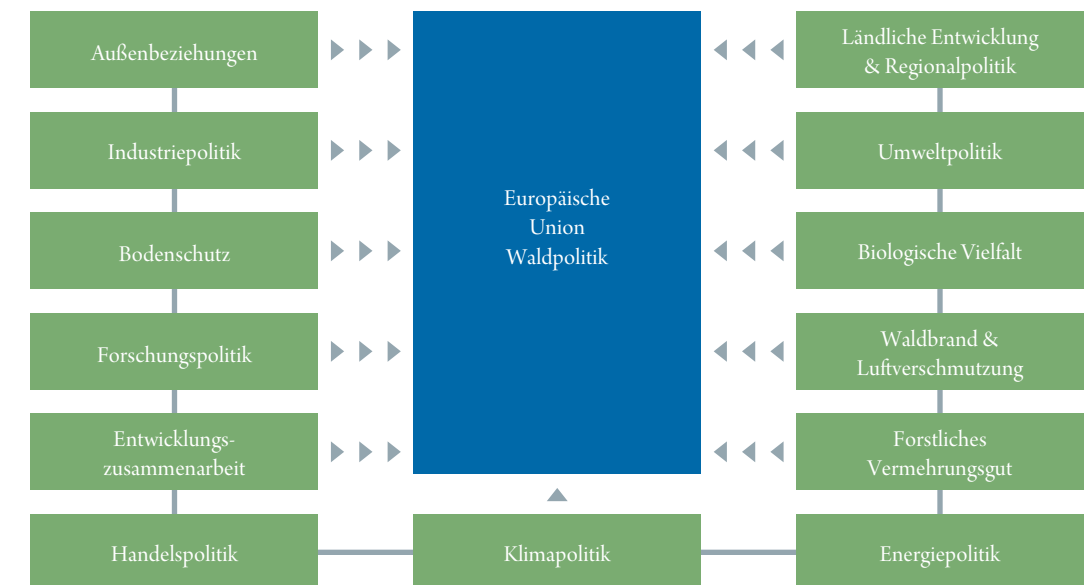 Außenbeziehungen
Industriepolitik
Bodenschutz
Forschungspolitik
Entwicklungs-
zusammenarbeit
Handelspolitik
Europäische
Union
Waldpolitik
Klimapolitik
Ländliche Entwicklung
& Regionalpolitik
Umweltpolitik
Biologische Vielfalt
Waldbrand &
Luftverschmutzung
Forstliches
Vermehrungsgut
Energiepolitik